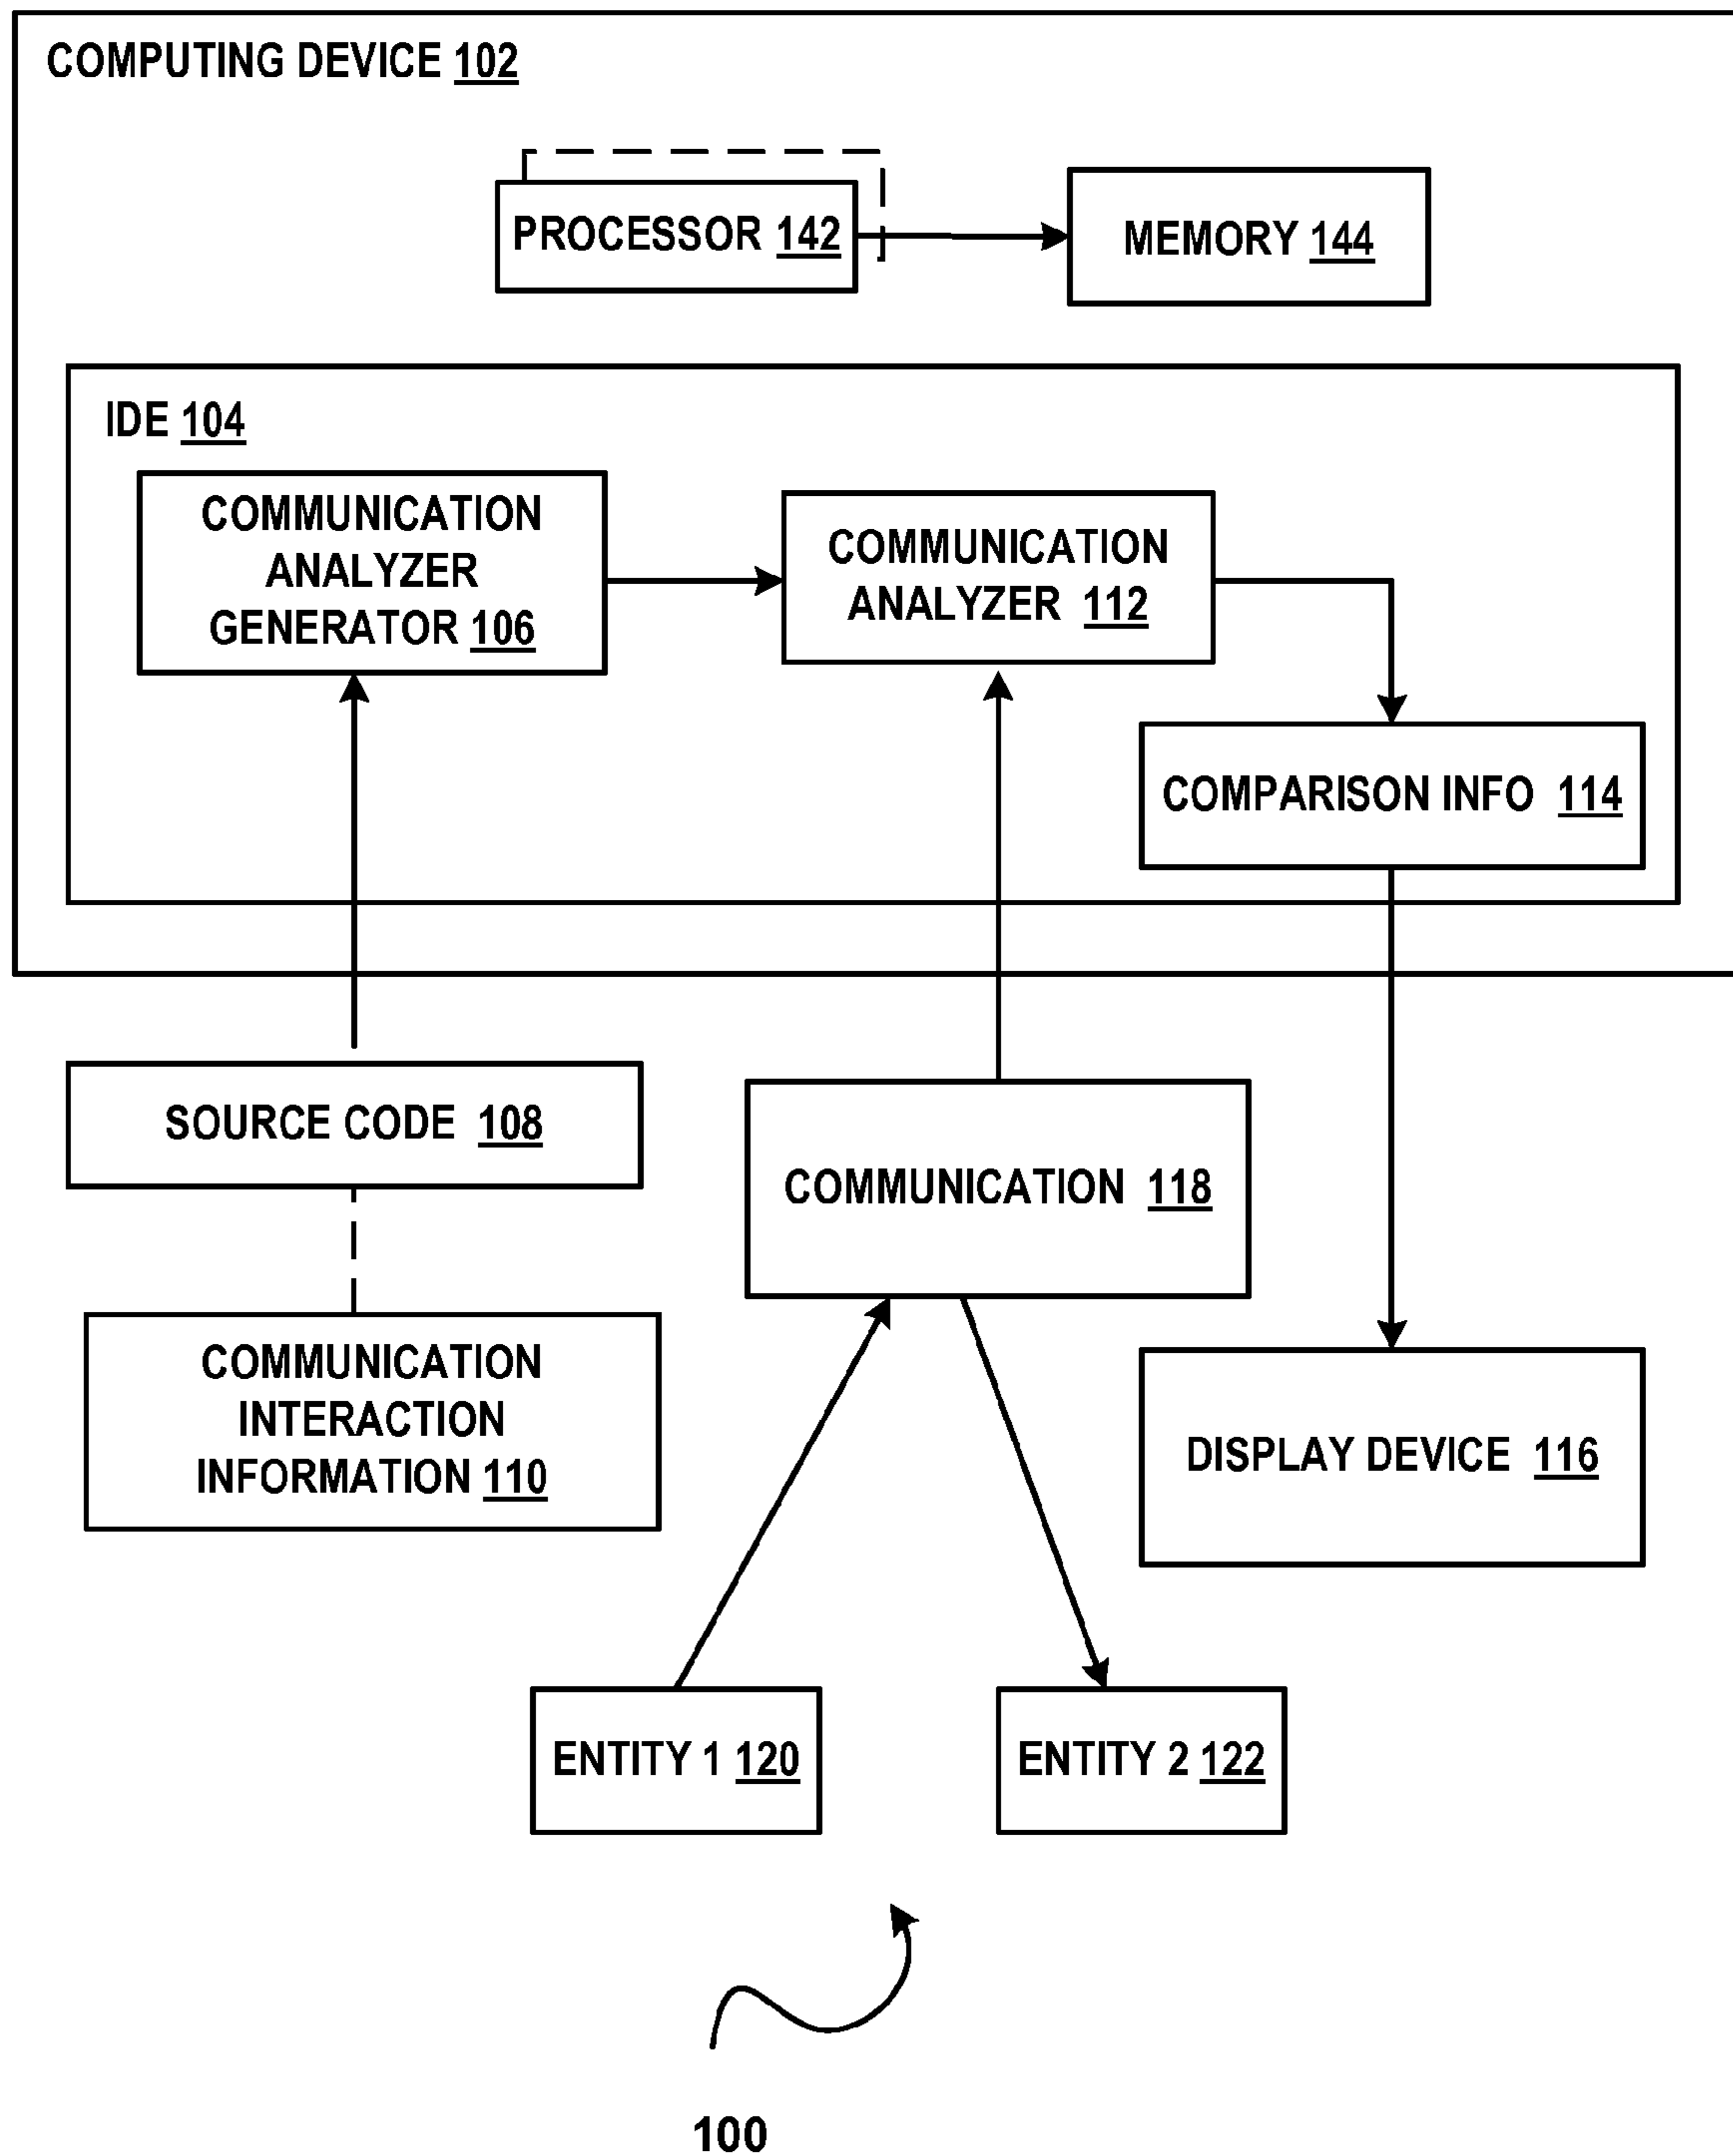 COMPUTING DEVICE 102
PROCESSOR 142
MEMORY 144
IDE 104
COMMUNICATION
ANALYZER
GENERATOR 106
COMMUNICATION
ANALYZER 112
COMPARISON INFO 114
SOURCE CODE 108
COMMUNICATION 118
COMMUNICATION
INTERACTION
INFORMATION 110
DISPLAY DEVICE 116
ENTITY 1 120
ENTITY 2 122
100